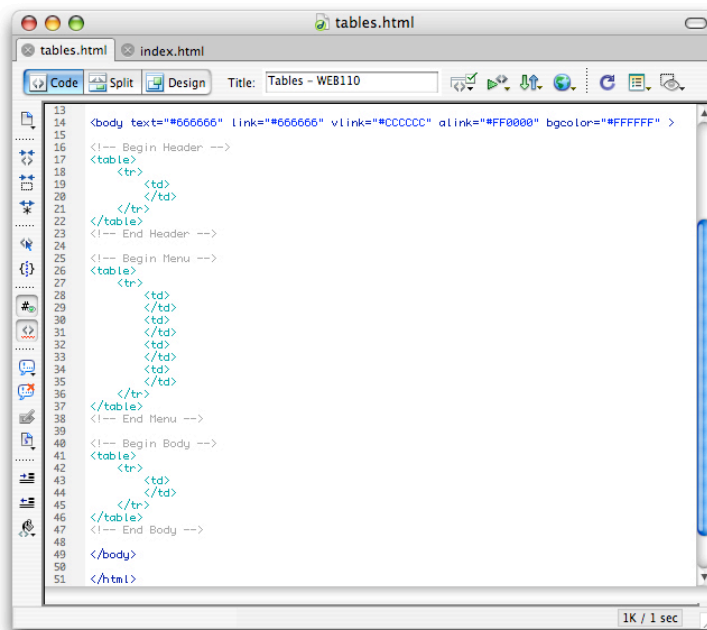 tables.html
tables.html index.html
Code Split Design Title: Tables - WEB110
13
14 <body text="#666666" link="#666666" vlink="#CCCCCC" alink="#FF0000" bgcolor="#FFFFFF" >
15
16 <!-- Begin Header -->
17 <table>
18 <tr>
19 <td>
20 </td>
21 </tr>
22 </table>
23 <!-- End Header -->
24
25 <!-- Begin Menu -->
26 <table>
27 <tr>
28 <td>
29 </td>
30 <td>
31 </td>
32 <td>
33 </td>
34 <td>
35 </td>
36 </tr>
37 </table>
38 <!-- End Menu -->
39
40 <!-- Begin Body -->
41 <table>
42 <tr>
43 <td>
44 </td>
45 </tr>
46 </table>
47 <!-- End Body -->
48
49 </body>
50
51 </html>
1K / 1 sec